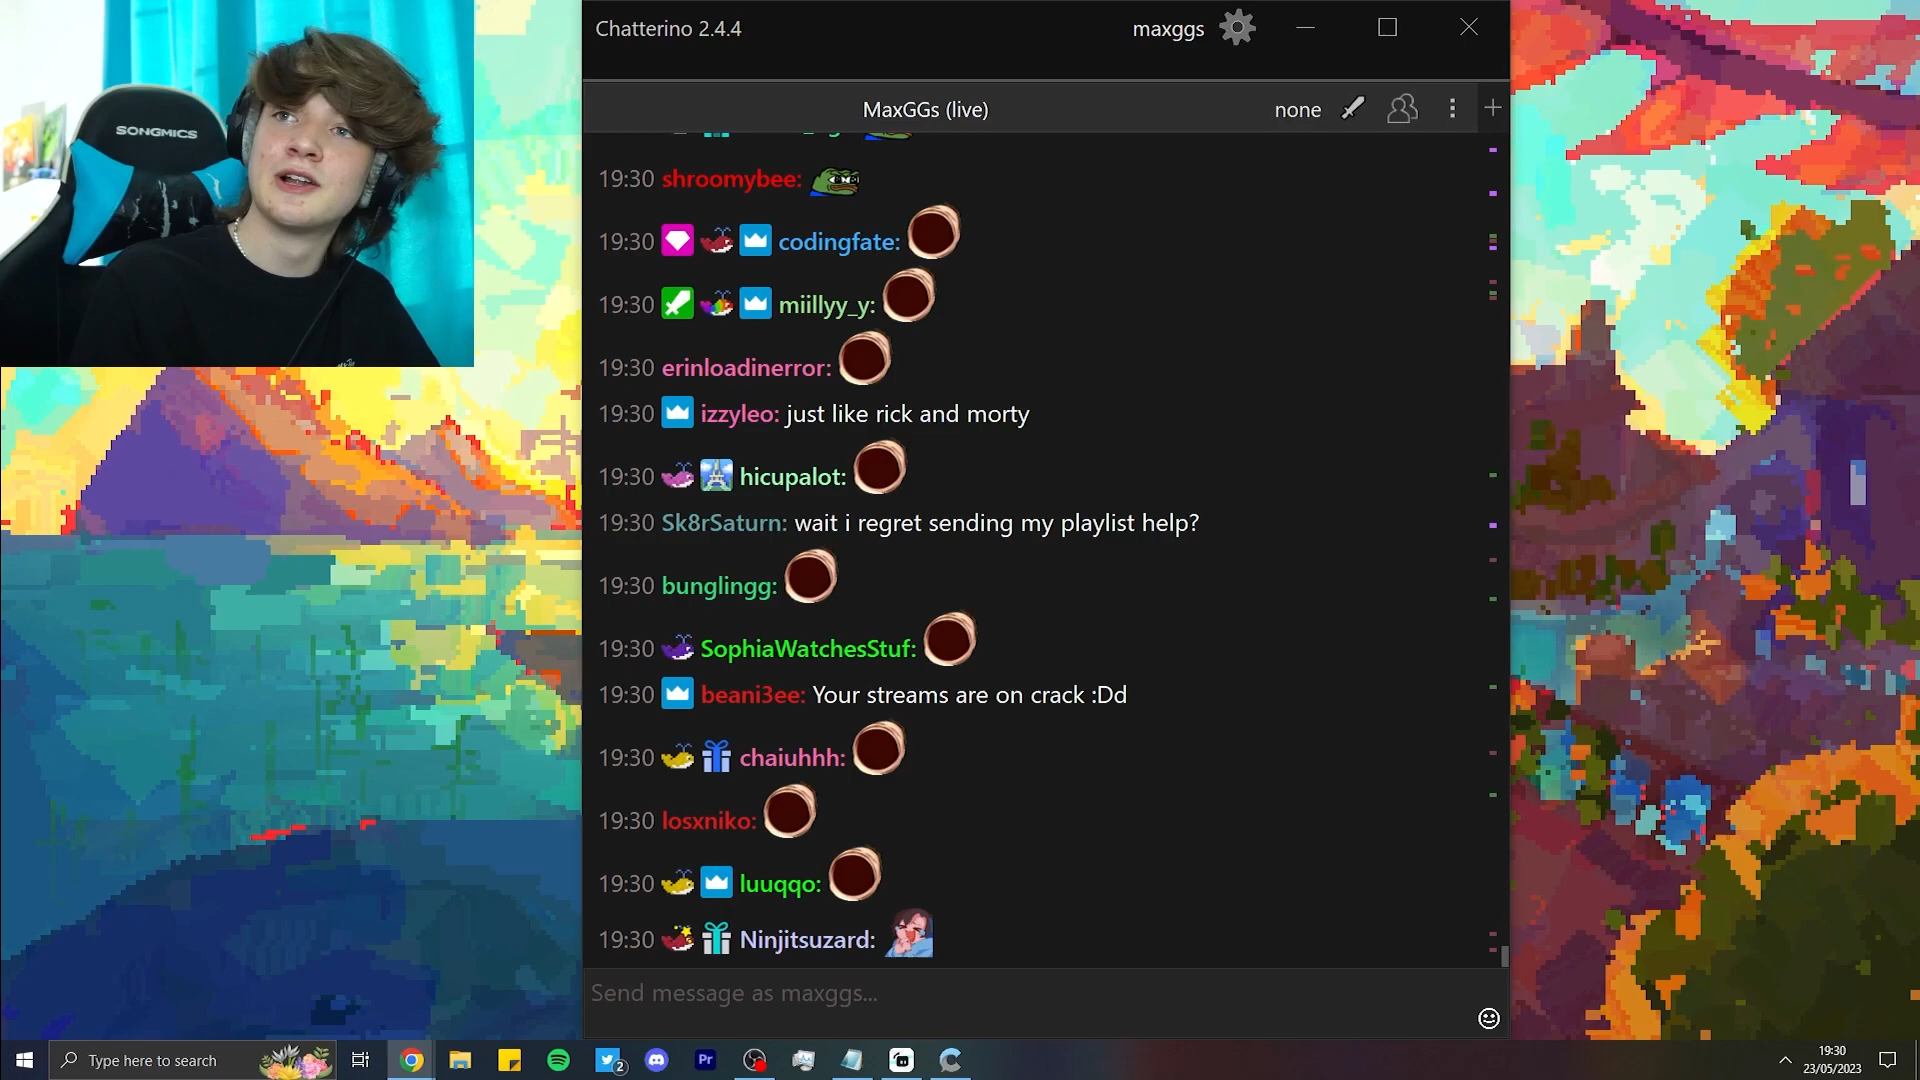 SONGMICS
Chatterino 2.4.4
maxggs
MaxGGs (live)
none
19:30 shroomybee:
19:30 codingfate:
19:30 miillyy_y:
19:30 erinloadinerror:
19:30 izzyleo: just like rick and morty
19:30 hicupalot:
19:30 Sk8rSaturn: wait i regret sending my playlist help?
19:30 bunglingg:
19:30 SophiaWatchesStuf:
19:30 beani3ee: Your streams are on crack :Dd
19:30 chaiuhhh:
19:30 losxniko:
19:30 luuqqo:
19:30 Ninjitsuzard:
Send message as maxggs...
Type here to search
2
Pr
19:30
23/05/2023